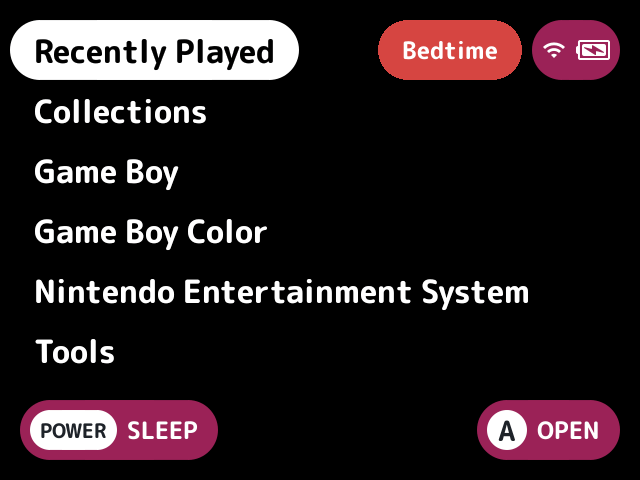 Recently Played
Bedtime
Collections
Game Boy
Game Boy Color
Nintendo Entertainment System
Tools
POWER SLEEP
A OPEN